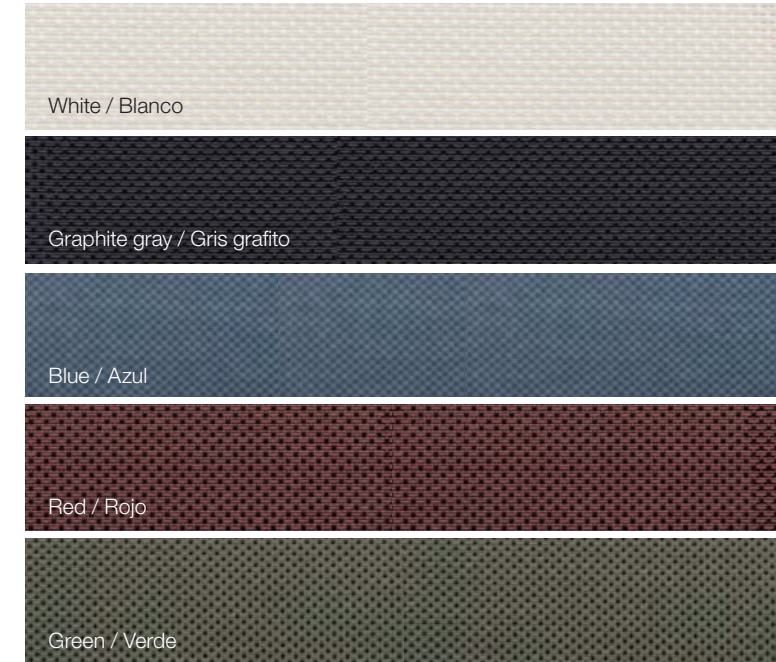 White / Blanco
Graphite gray / Gris grafito
Blue / Azul
Red / Rojo
Green / Verde